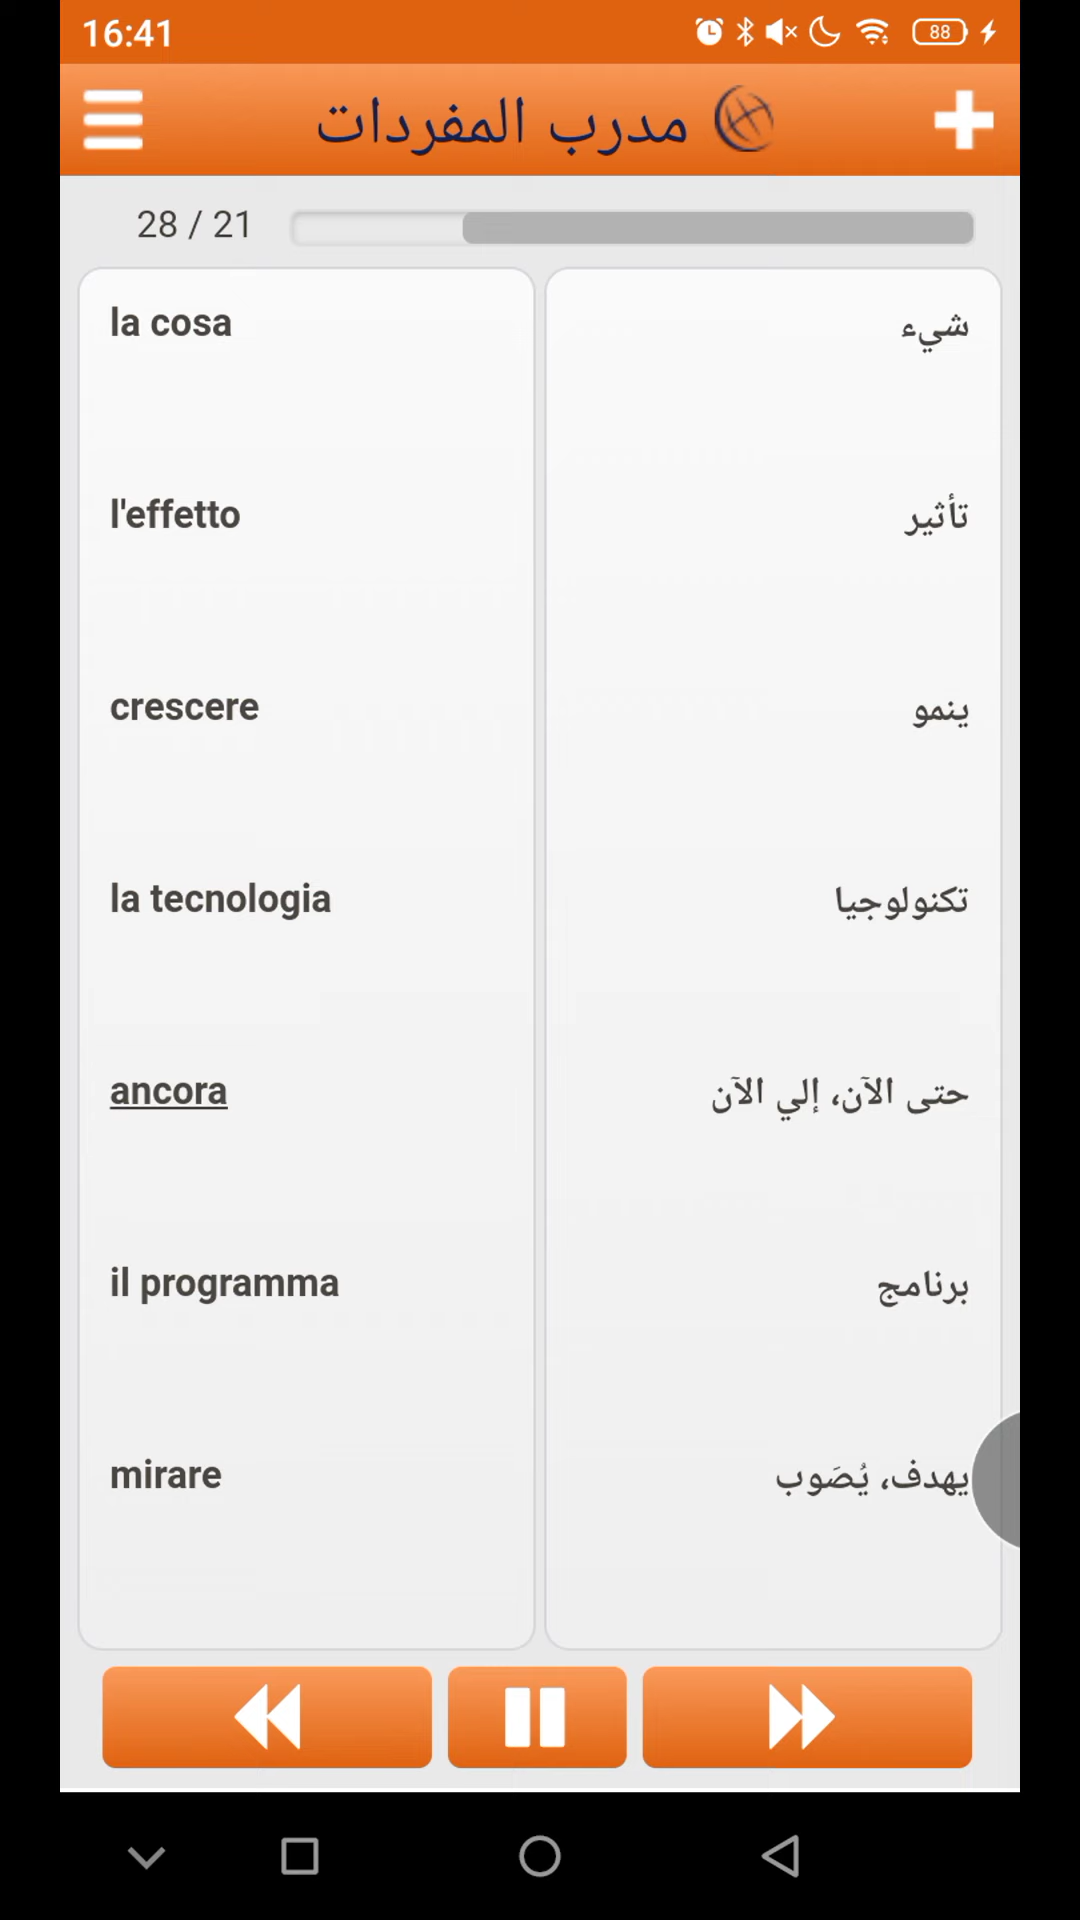 16:41
88
مدرب المفردات
28 / 21
la cosa
شيء
l'effetto
تأثير
crescere
ينمو
la tecnologia
تكنولوجيا
ancora
حتى الآن، إلي الآن
il programma
برنامج
mirare
يهدف، يُصَوب